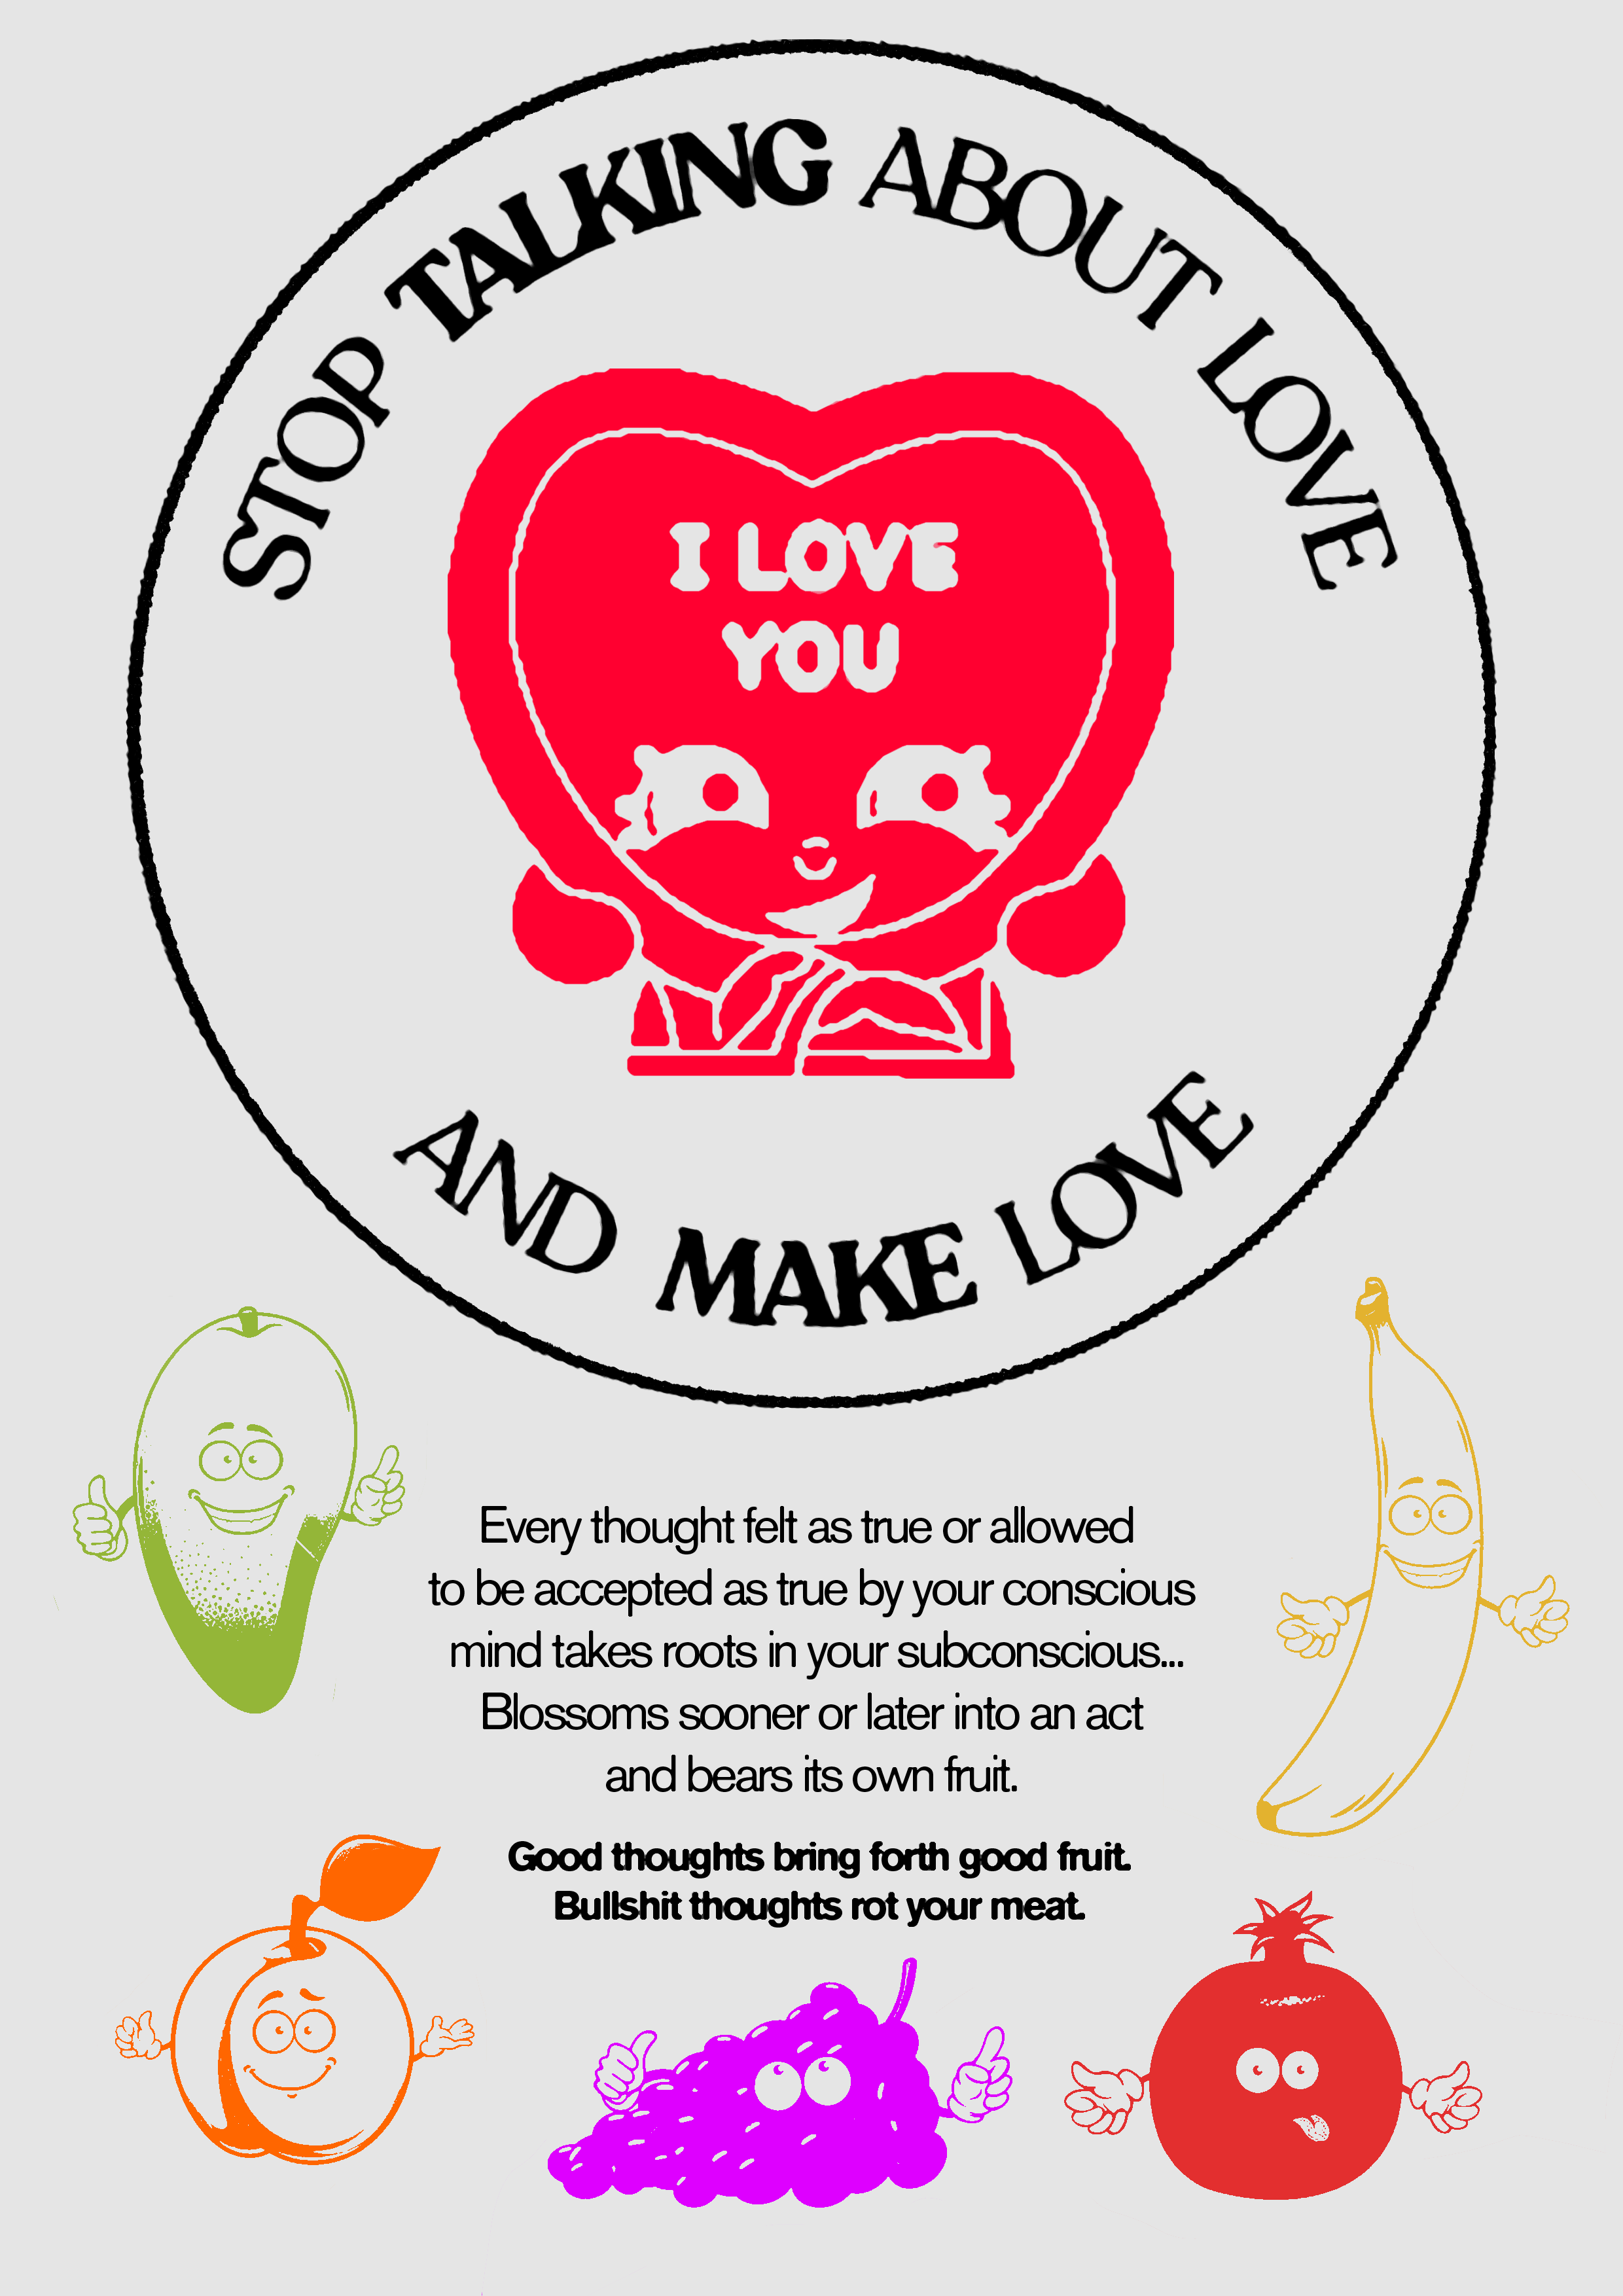 STOP TALKING ABOUT LOVE
I LOVE
YOU
AND MAKE LOVE
Every thought felt as true or allowed
to be accepted as true by your conscious
mind takes roots in your subconscious...
Blossoms sooner or later into an act
and bears its own fruit.
Good thoughts bring forth good fruit.
Bullshit thoughts rot your meat.